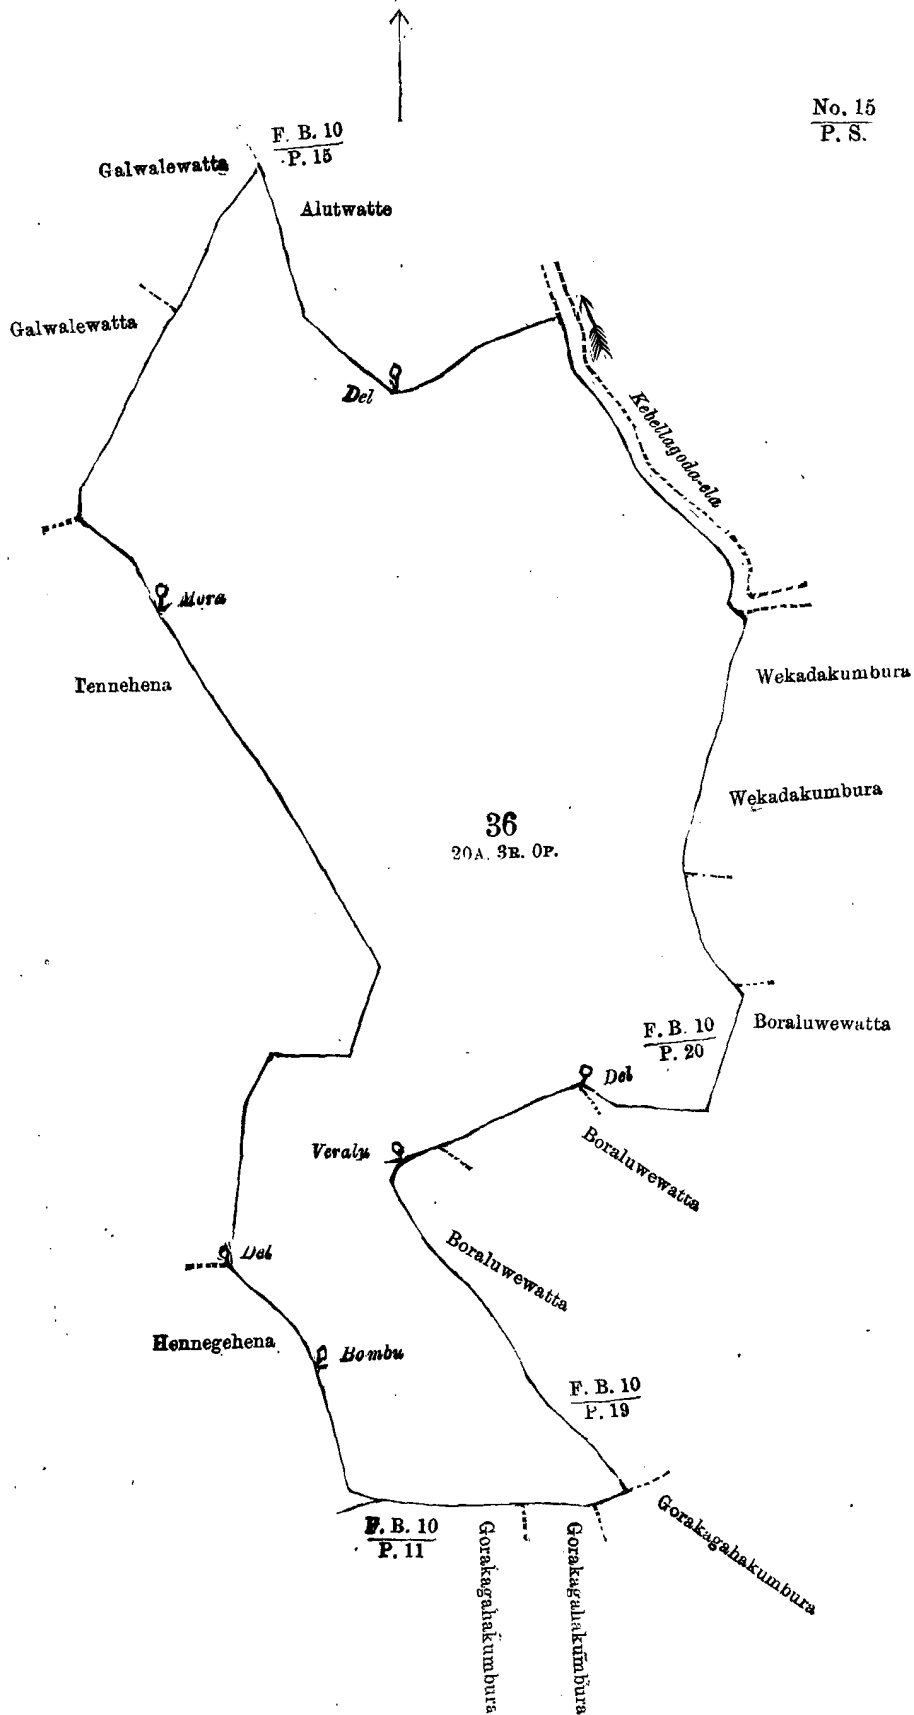 No. 15
P. S.
F. B. 10
P. 15
Galwalewatta
Alutwatte
Galwalewatta
Del
Kebellagoda-ela
Mora
Tennehena
Wekadakumbura
Wekadakumbura
36
20A. 3R. 0P.
Boraluwewatta
F. B. 10
P. 20
Del
Boraluwewatta
Veralu
Boraluwewatta
Del
Hennegehena
Bombu
F. B. 10
P. 19
Gorakagahakumbura
F. B. 10
P. 11
Gorakagahakumbura
Gorakagahakumbura